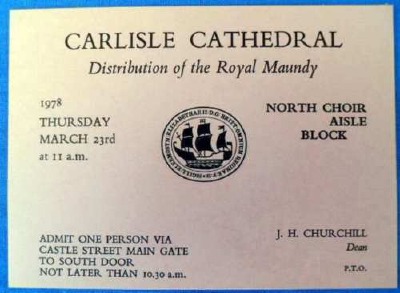 CARLISLE CATHEDRAL
Distribution of the Royal Maundy
1978
THURSDAY
MARCH 23rd
at 11 a.m.
NORTH CHOIR
AISLE
BLOCK
ADMIT ONE PERSON VIA
CASTLE STREET MAIN GATE
TO SOUTH DOOR
NOT LATER THAN 10.30 a.m.
J. H. CHURCHILL
Dean
P.T.O.